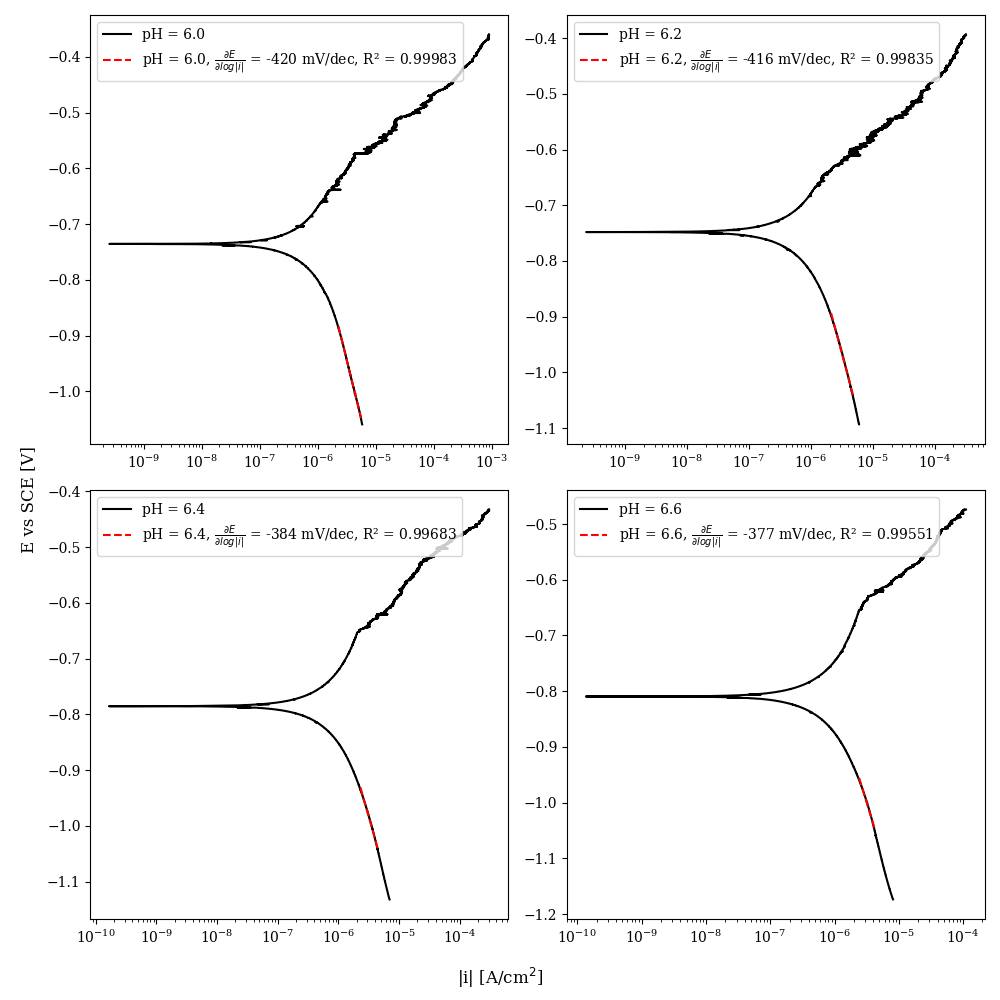 pH = 6.0
pH = 6.0, ∂E/∂log|i| = -420 mV/dec, R² = 0.99983
−0.4
−0.5
−0.6
−0.7
−0.8
−0.9
−1.0
10⁻⁹ 10⁻⁸ 10⁻⁷ 10⁻⁶ 10⁻⁵ 10⁻⁴ 10⁻³
pH = 6.2
pH = 6.2, ∂E/∂log|i| = -416 mV/dec, R² = 0.99835
−0.4
−0.5
−0.6
−0.7
−0.8
−0.9
−1.0
−1.1
10⁻⁹ 10⁻⁸ 10⁻⁷ 10⁻⁶ 10⁻⁵ 10⁻⁴
E vs SCE [V]
pH = 6.4
pH = 6.4, ∂E/∂log|i| = -384 mV/dec, R² = 0.99683
−0.4
−0.5
−0.6
−0.7
−0.8
−0.9
−1.0
−1.1
10⁻¹⁰ 10⁻⁹ 10⁻⁸ 10⁻⁷ 10⁻⁶ 10⁻⁵ 10⁻⁴
pH = 6.6
pH = 6.6, ∂E/∂log|i| = -377 mV/dec, R² = 0.99551
−0.5
−0.6
−0.7
−0.8
−0.9
−1.0
−1.1
−1.2
10⁻¹⁰ 10⁻⁹ 10⁻⁸ 10⁻⁷ 10⁻⁶ 10⁻⁵ 10⁻⁴
|i| [A/cm²]